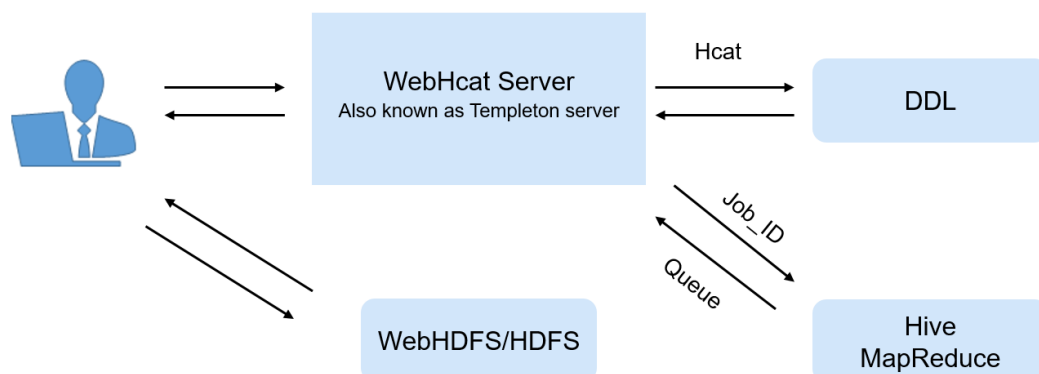 Hcat
WebHcat Server
Also known as Templeton server
DDL
Job_ID
Queue
WebHDFS/HDFS
Hive
MapReduce